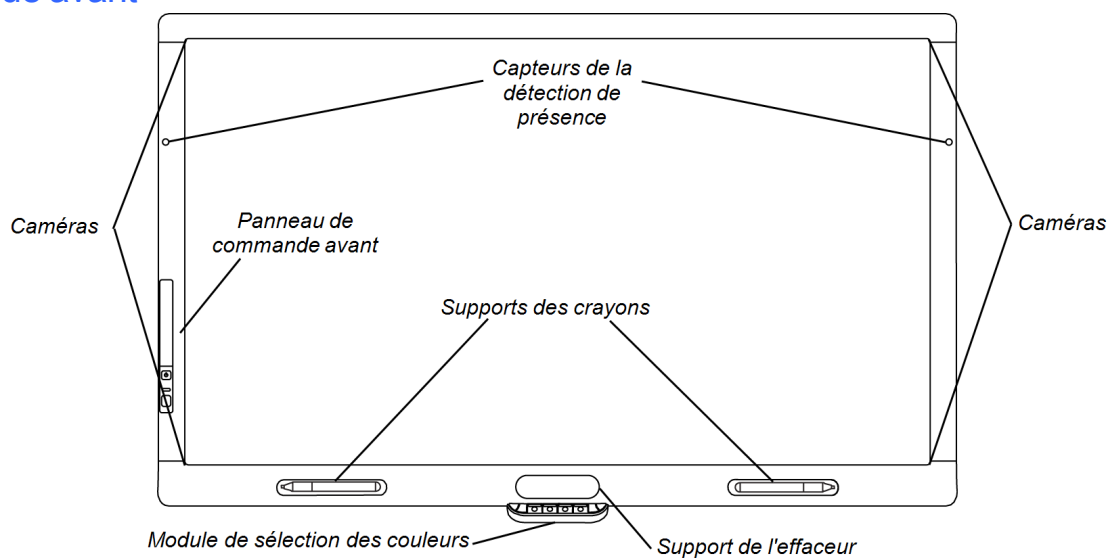 avant
Capteurs de la
détection de
présence
Caméras
Panneau de
commande avant
Caméras
Supports des crayons
Module de sélection des couleurs
Support de l'effaceur